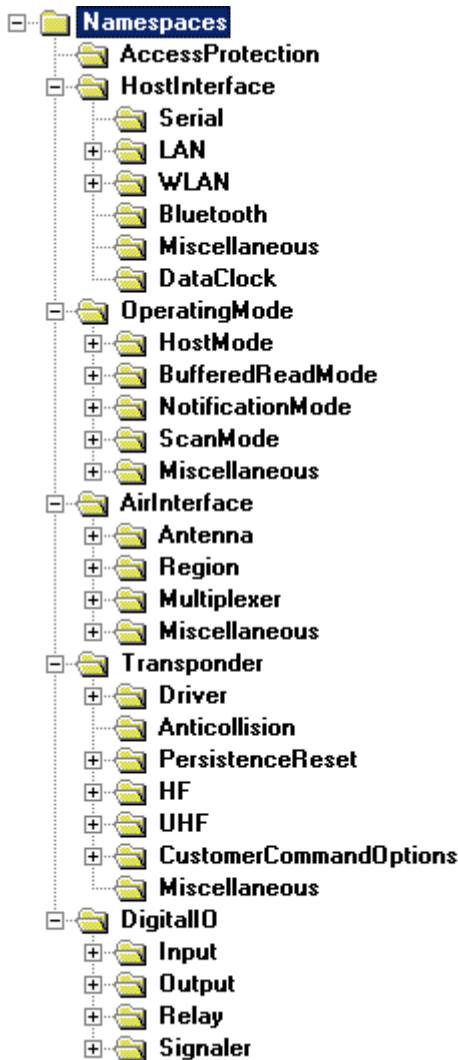 Namespaces
AccessProtection
HostInterface
Serial
LAN
WLAN
Bluetooth
Miscellaneous
DataClock
OperatingMode
HostMode
BufferedReadMode
NotificationMode
ScanMode
Miscellaneous
AirInterface
Antenna
Region
Multiplexer
Miscellaneous
Transponder
Driver
Anticollision
PersistenceReset
HF
UHF
CustomerCommandOptions
Miscellaneous
DigitalIO
Input
Output
Relay
Signaler